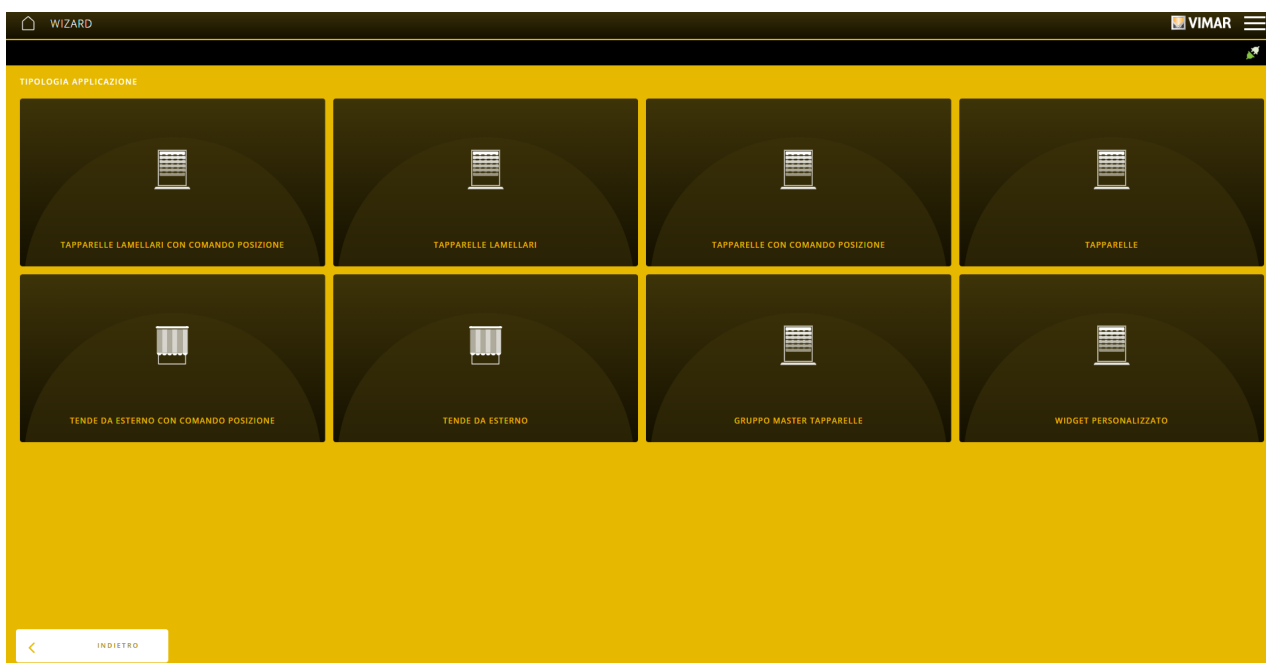 WIZARD
VIMAR
TIPOLOGIA APPLICAZIONE
TAPPARELLE LAMELLARI CON COMANDO POSIZIONE
TAPPARELLE LAMELLARI
TAPPARELLE CON COMANDO POSIZIONE
TAPPARELLE
TENDE DA ESTERNO CON COMANDO POSIZIONE
TENDE DA ESTERNO
GRUPPO MASTER TAPPARELLE
WIDGET PERSONALIZZATO
INDIETRO